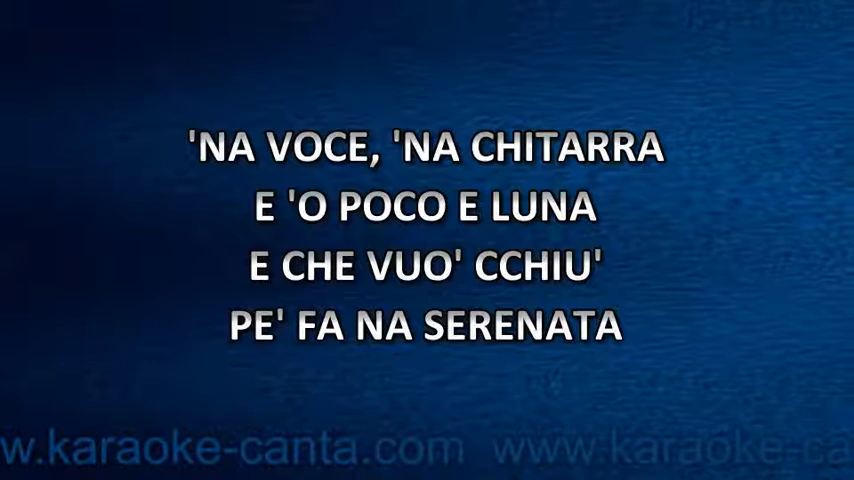 'NA VOCE, 'NA CHITARRA
E 'O POCO E LUNA
E CHE VUO' CCHIU'
PE' FA NA SERENATA
w.karaoke-canta.com www.karaoke-ca